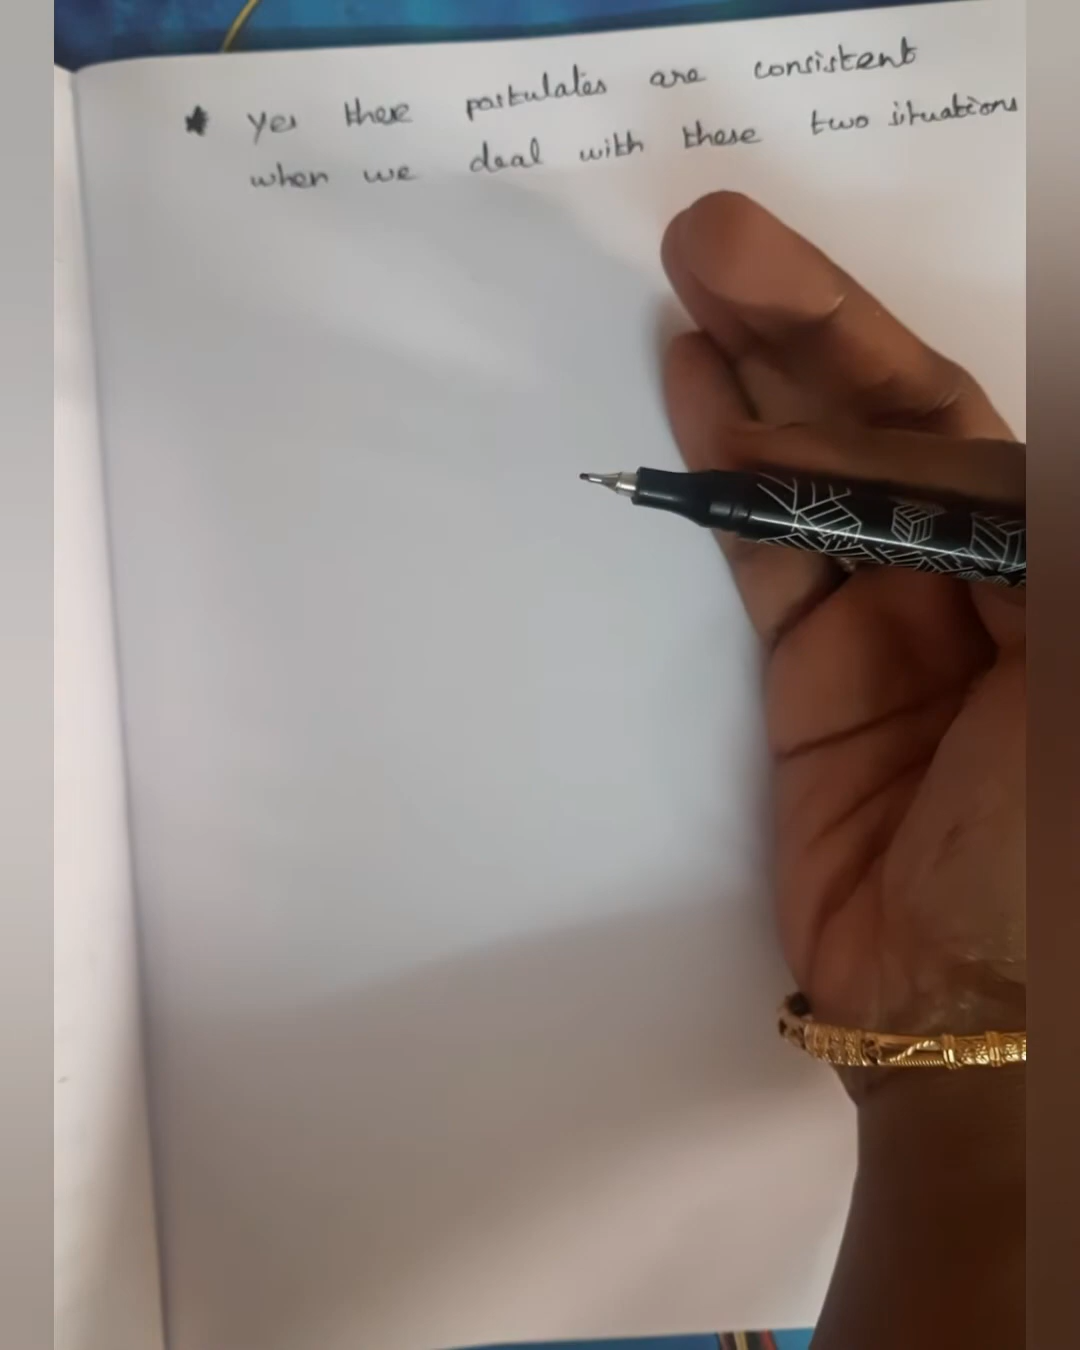 * Yes these postulates are consistent
when we deal with these two situations